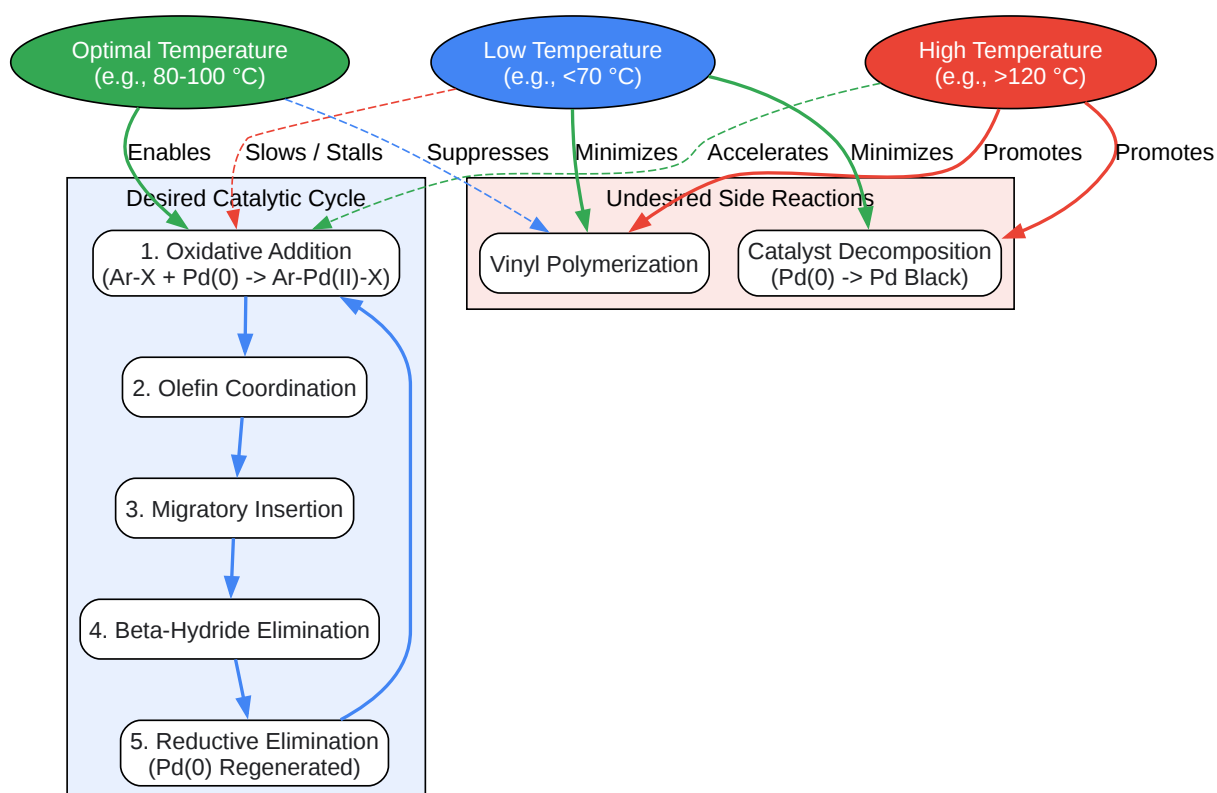 Optimal Temperature
(e.g., 80-100 °C)
Low Temperature
(e.g., <70 °C)
High Temperature
(e.g., >120 °C)
Enables
Slows / Stalls
Suppresses
Minimizes
Accelerates
Minimizes
Promotes
Promotes
Desired Catalytic Cycle
Undesired Side Reactions
1. Oxidative Addition
(Ar-X + Pd(0) -> Ar-Pd(II)-X)
Vinyl Polymerization
Catalyst Decomposition
(Pd(0) -> Pd Black)
2. Olefin Coordination
3. Migratory Insertion
4. Beta-Hydride Elimination
5. Reductive Elimination
(Pd(0) Regenerated)